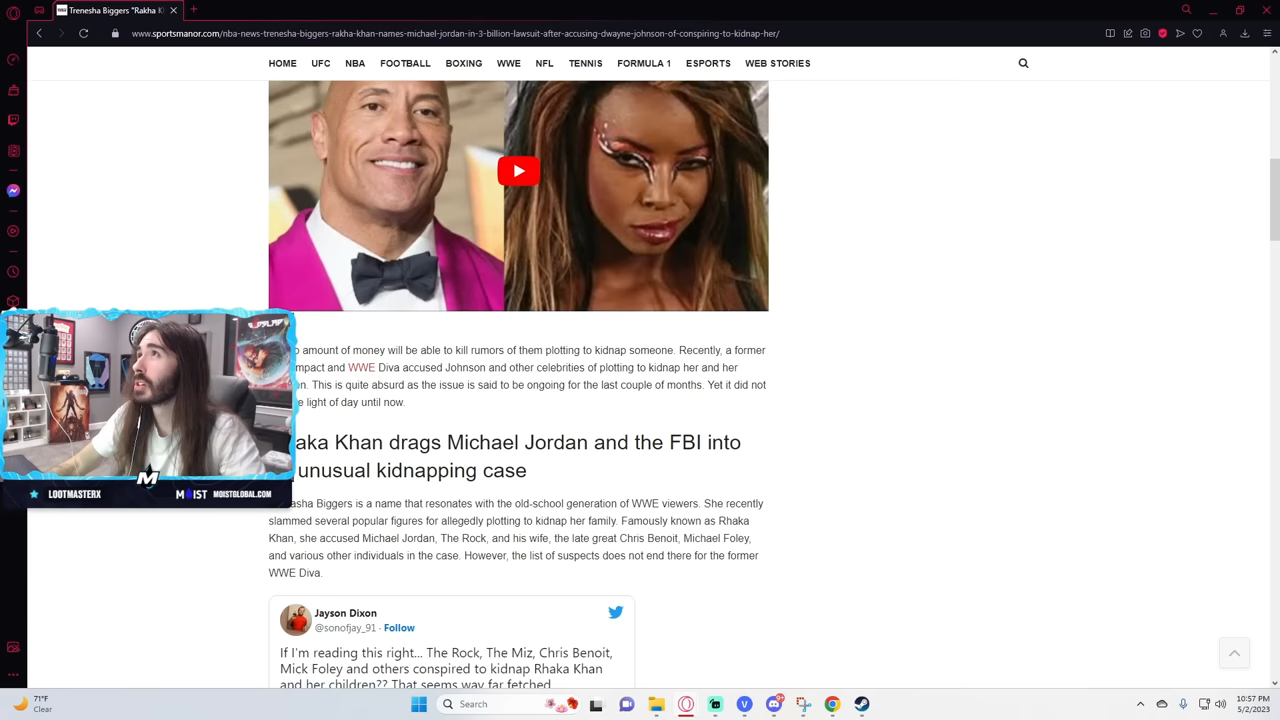 Trenesha Biggers "Rakha K
www.sportsmanor.com/nba-news-trenesha-biggers-rakha-khan-names-michael-jordan-in-3-billion-lawsuit-after-accusing-dwayne-johnson-of-conspiring-to-kidnap-her/
HOME UFC NBA FOOTBALL BOXING WWE NFL TENNIS FORMULA 1 ESPORTS WEB STORIES
o amount of money will be able to kill rumors of them plotting to kidnap someone. Recently, a former
mpact and WWE Diva accused Johnson and other celebrities of plotting to kidnap her and her
n. This is quite absurd as the issue is said to be ongoing for the last couple of months. Yet it did not
e light of day until now.
aka Khan drags Michael Jordan and the FBI into
unusual kidnapping case
asha Biggers is a name that resonates with the old-school generation of WWE viewers. She recently
slammed several popular figures for allegedly plotting to kidnap her family. Famously known as Rhaka
Khan, she accused Michael Jordan, The Rock, and his wife, the late great Chris Benoit, Michael Foley,
and various other individuals in the case. However, the list of suspects does not end there for the former
WWE Diva.
LOOTMASTERX MOIST MOISTGLOBAL.COM
Jayson Dixon
@sonofjay_91 · Follow
If I'm reading this right... The Rock, The Miz, Chris Benoit,
Mick Foley and others conspired to kidnap Rhaka Khan
and her children?? That seems way far fetched
71°F
Clear
Search
9+
10:57 PM
5/2/2023